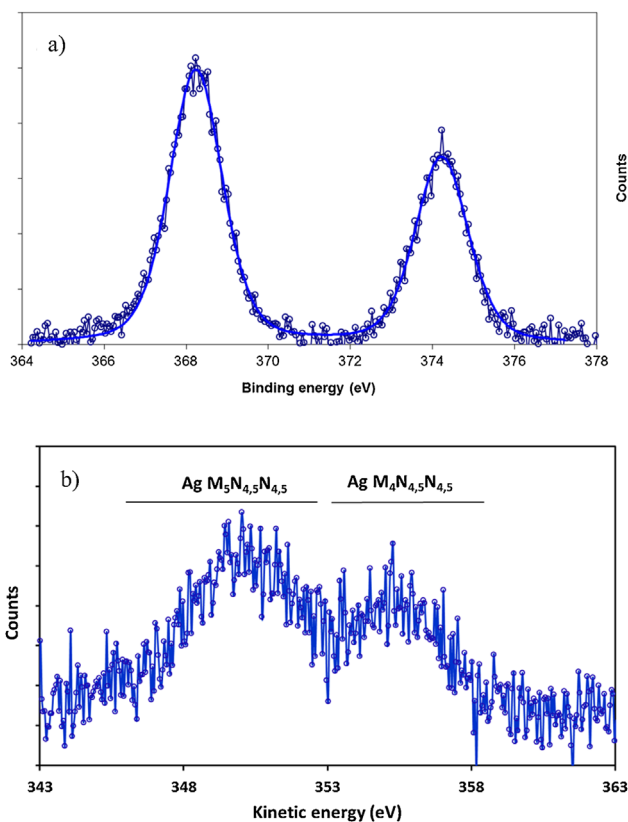 a)
Counts
364 366 368 370 372 374 376 378
Binding energy (eV)
b)
Ag M₅N₄,₅N₄,₅ Ag M₄N₄,₅N₄,₅
Counts
343 348 353 358 363
Kinetic energy (eV)